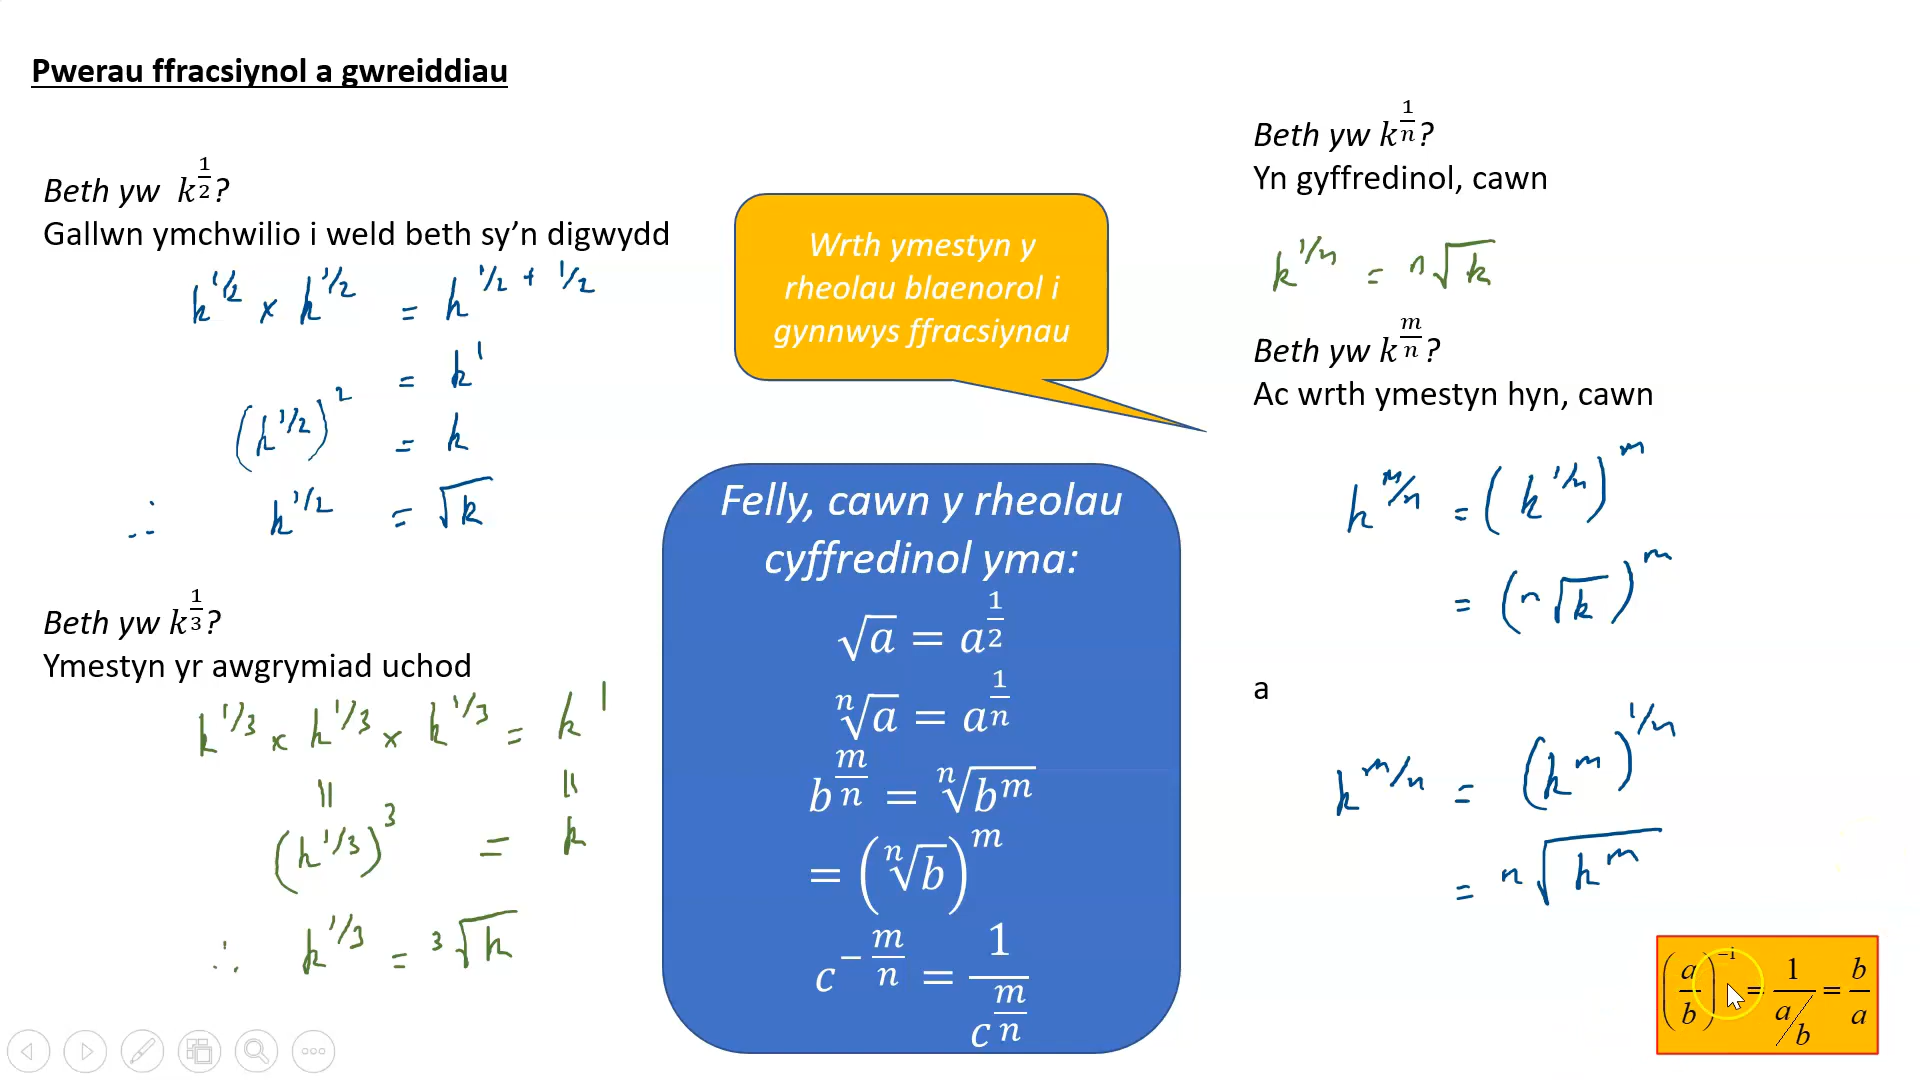 Pwerau ffracsiynol a gwreiddiau
Beth yw k^{1/2}?
Gallwn ymchwilio i weld beth sy'n digwydd
k^{1/2} × k^{1/2} = k^{1/2 + 1/2}
= k^1
(k^{1/2})^2 = k
∴ k^{1/2} = √k
Beth yw k^{1/3}?
Ymestyn yr awgrymiad uchod
k^{1/3} × k^{1/3} × k^{1/3} = k^1
|| ||
(k^{1/3})^3 = k
∴ k^{1/3} = ³√k
Wrth ymestyn y
rheolau blaenorol i
gynnwys ffracsiynau
Felly, cawn y rheolau
cyffredinol yma:
√a = a^{1/2}
ⁿ√a = a^{1/n}
b^{m/n} = ⁿ√(b^m)
= (ⁿ√b)^m
c^{-m/n} = 1/c^{m/n}
Beth yw k^{1/n}?
Yn gyffredinol, cawn
k^{1/n} = ⁿ√k
Beth yw k^{m/n}?
Ac wrth ymestyn hyn, cawn
k^{m/n} = (k^{1/n})^m
= (ⁿ√k)^m
a
k^{m/n} = (k^m)^{1/n}
= ⁿ√(k^m)
(a/b)^{-1} = 1/(a/b) = b/a